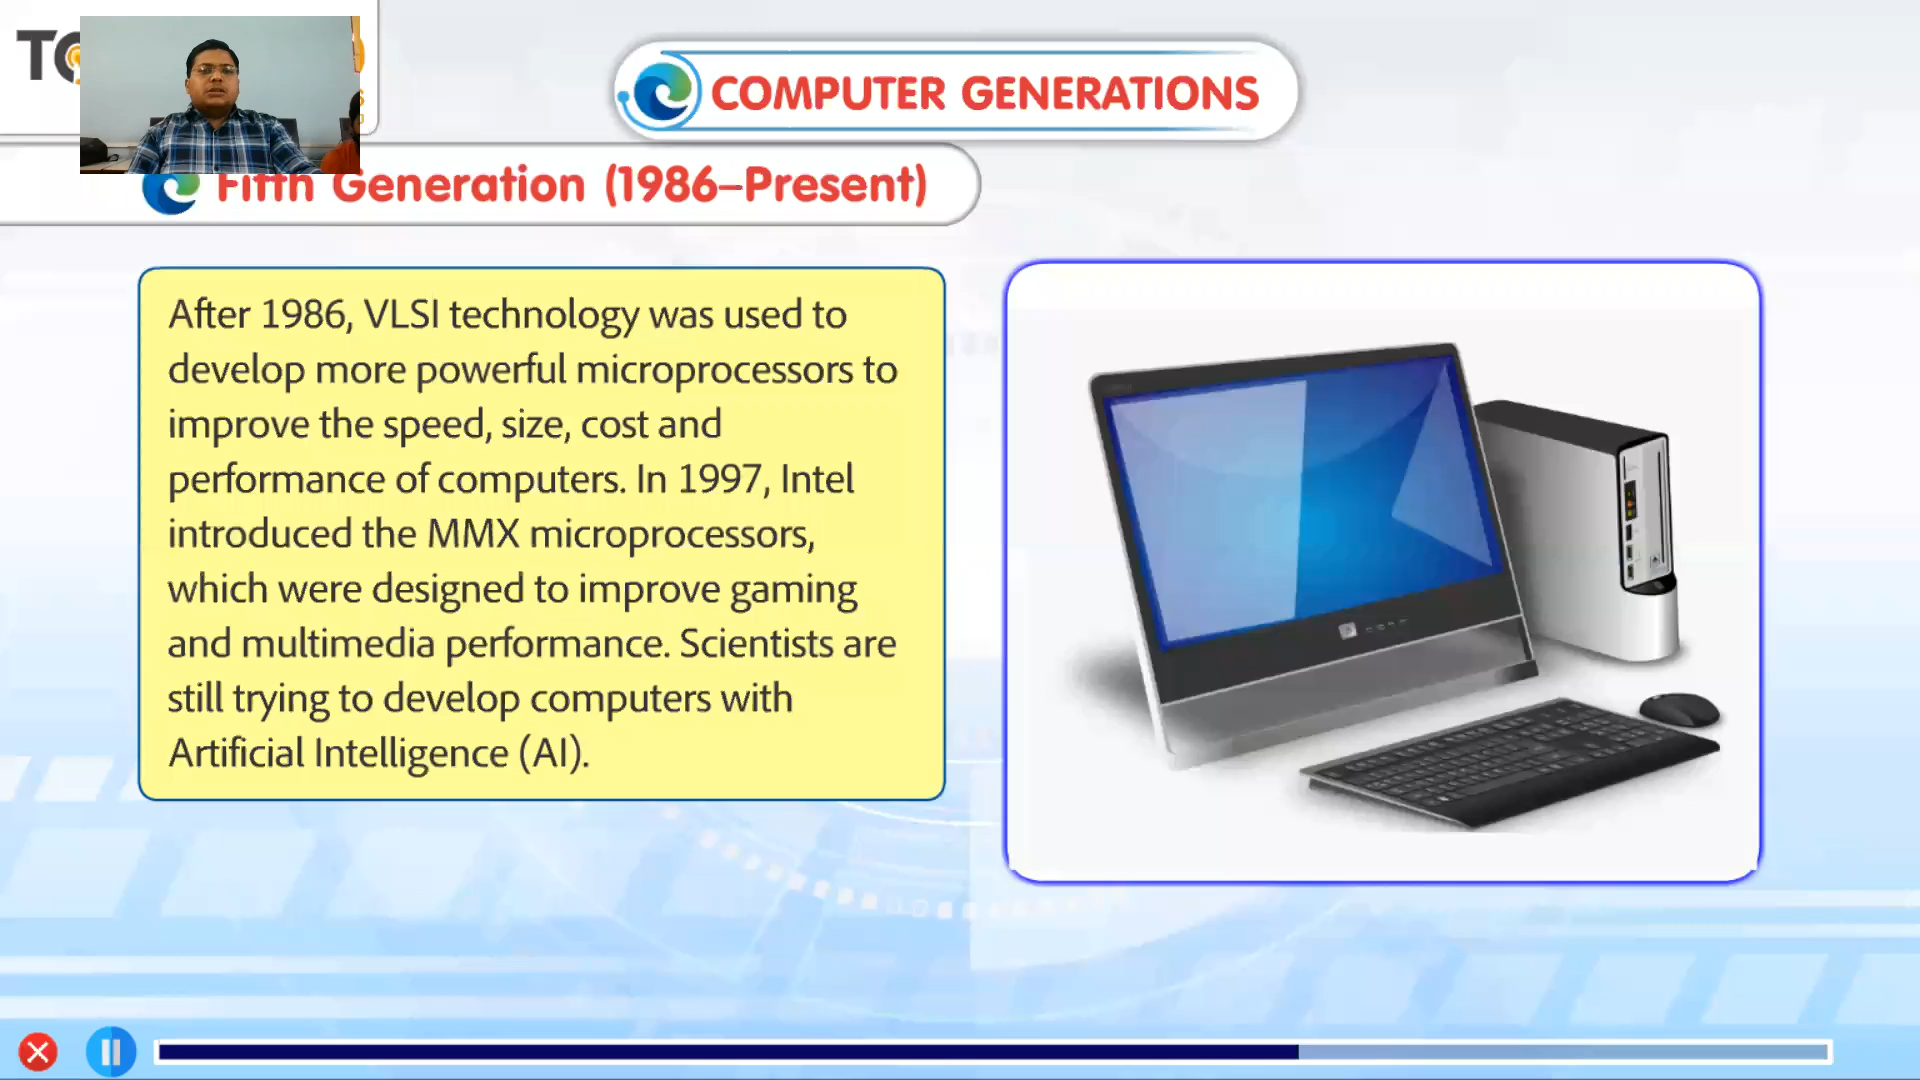 COMPUTER GENERATIONS
Fifth Generation (1986–Present)
After 1986, VLSI technology was used to
develop more powerful microprocessors to
improve the speed, size, cost and
performance of computers. In 1997, Intel
introduced the MMX microprocessors,
which were designed to improve gaming
and multimedia performance. Scientists are
still trying to develop computers with
Artificial Intelligence (AI).